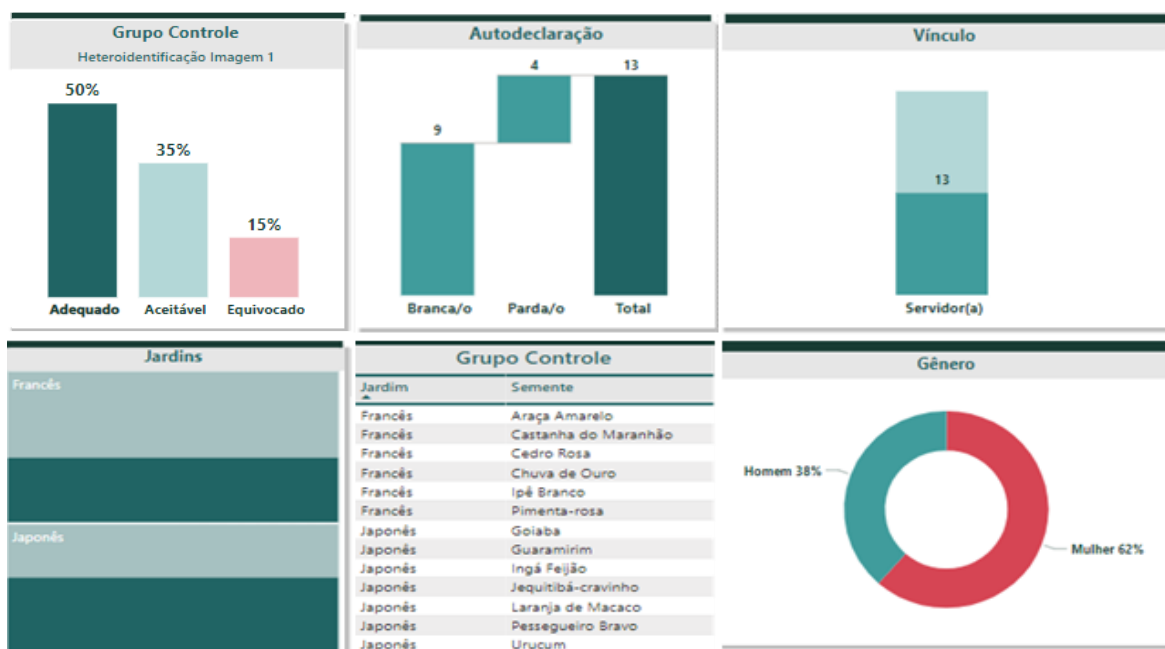 Grupo Controle
Heteroidentificação Imagem 1
50%
35%
15%
Adequado Aceitável Equivocado
Autodeclaração
4 13
9
Branca/o Parda/o Total
Vínculo
13
Servidor(a)
Jardins
Francês
Japonês
Grupo Controle
Jardim Semente
Francês Araça Amarelo
Francês Castanha do Maranhão
Francês Cedro Rosa
Francês Chuva de Ouro
Francês Ipê Branco
Francês Pimenta-rosa
Japonês Goiaba
Japonês Guaramirim
Japonês Ingá Feijão
Japonês Jequitibá-cravinho
Japonês Laranja de Macaco
Japonês Pessegueiro Bravo
Japonês Urucum
Gênero
Homem 38%
Mulher 62%